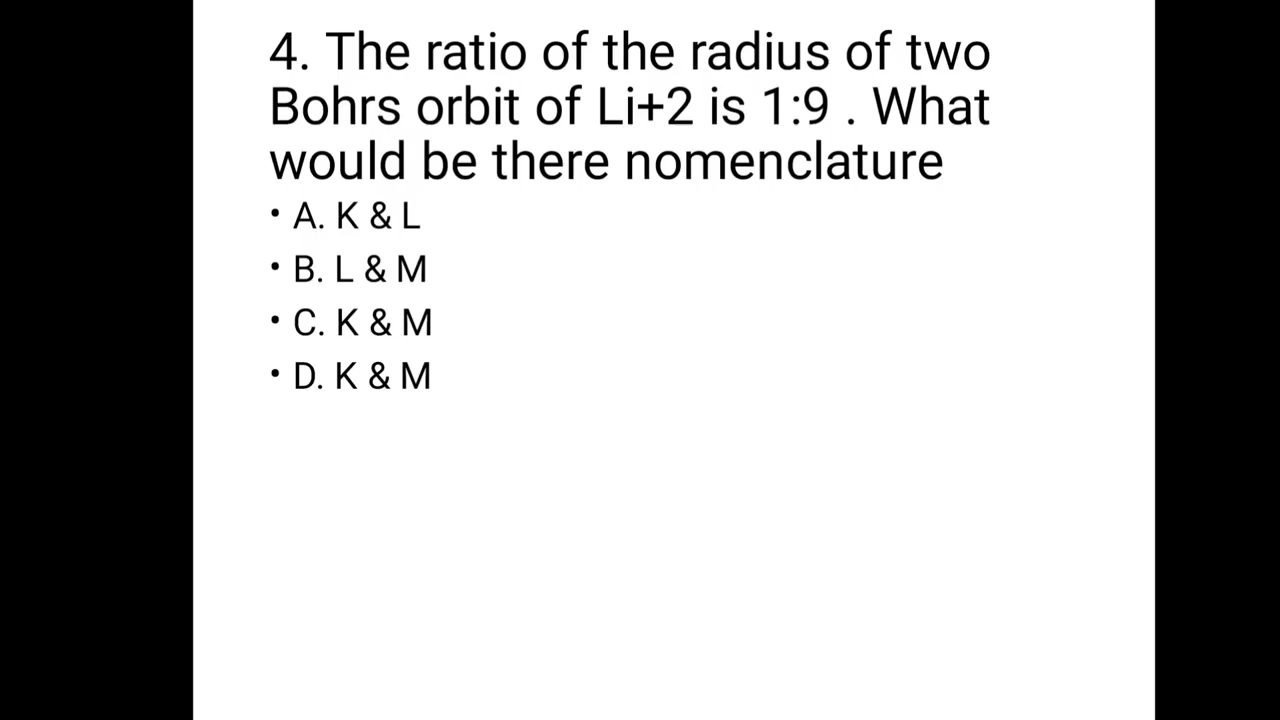 4. The ratio of the radius of two
Bohrs orbit of Li+2 is 1:9 . What
would be there nomenclature
• A. K & L
• B. L & M
• C. K & M
• D. K & M